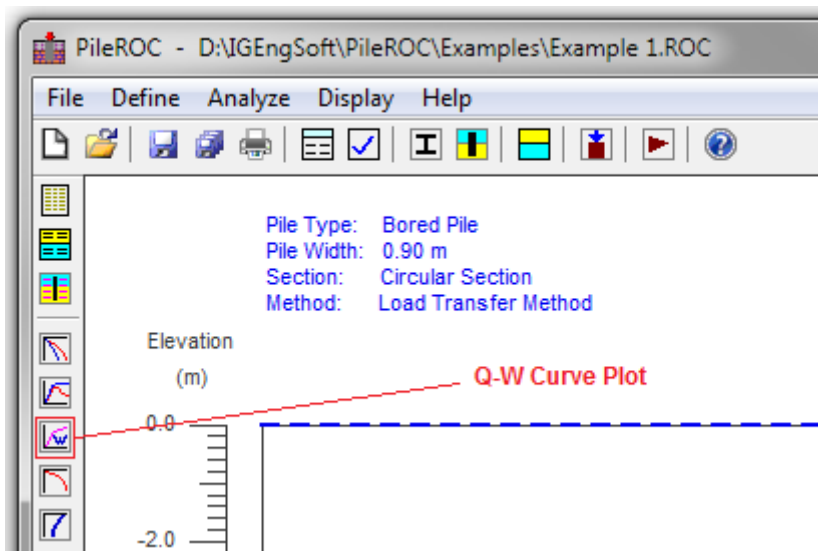 PileROC - D:\IGEngSoft\PileROC\Examples\Example 1.ROC
File Define Analyze Display Help
Pile Type: Bored Pile
Pile Width: 0.90 m
Section: Circular Section
Method: Load Transfer Method
Elevation
(m)
Q-W Curve Plot
0.0
-2.0